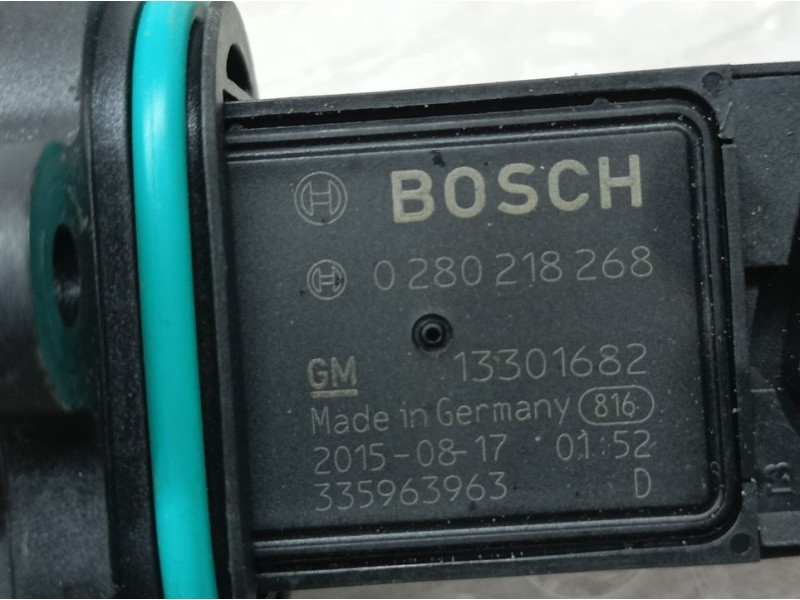 BOSCH
0 280 218 268
GM 13301682
Made in Germany 816
2015-08-17 01:52
335963963 D